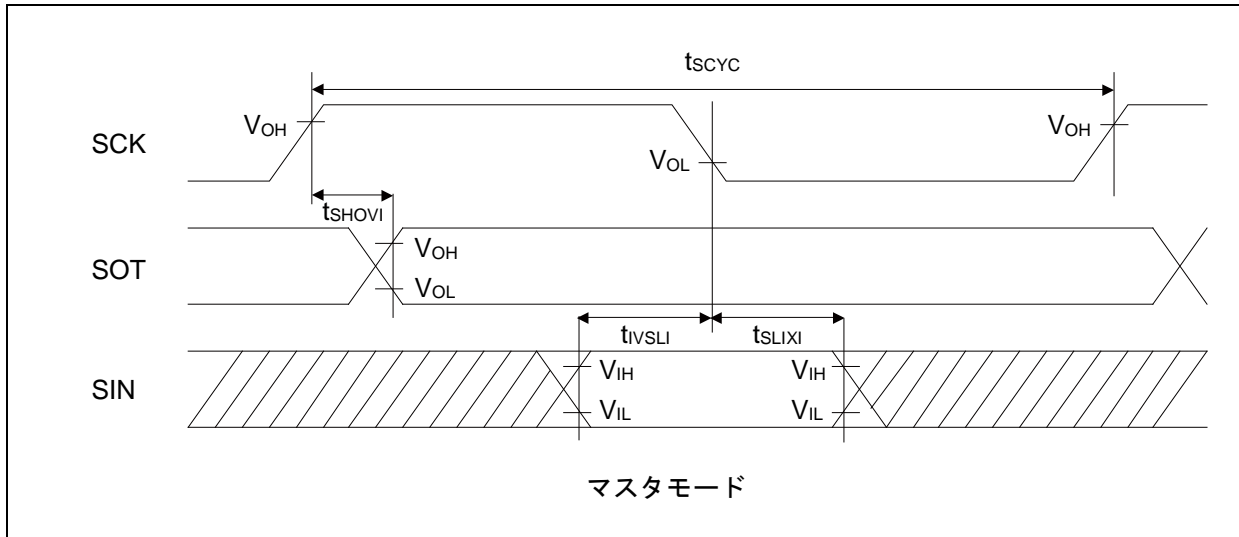 tSCYC
SCK
VOH
VOL
VOH
tSHOVI
SOT
VOH
VOL
tIVSLI
tSLIXI
SIN
VIH
VIL
VIH
VIL
マスタモード